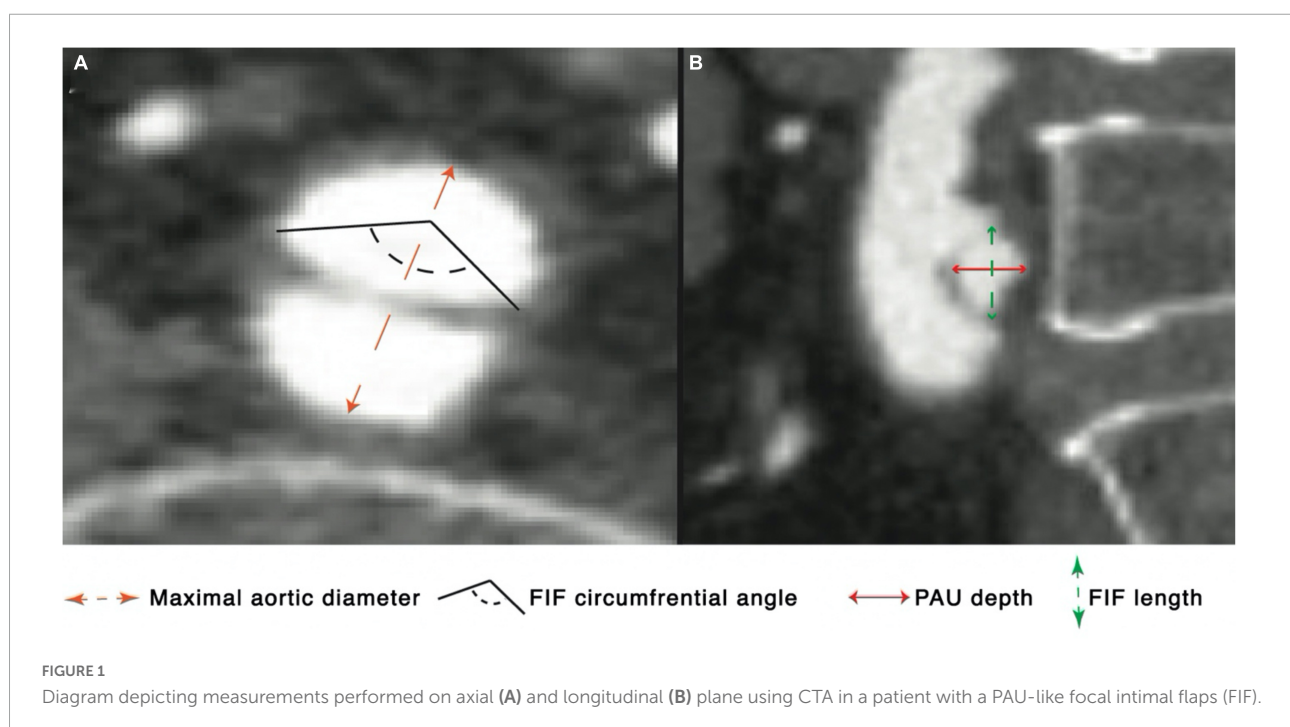 A
B
Maximal aortic diameter
FIF circumfrential angle
PAU depth
FIF length
FIGURE 1
Diagram depicting measurements performed on axial (A) and longitudinal (B) plane using CTA in a patient with a PAU-like focal intimal flaps (FIF).